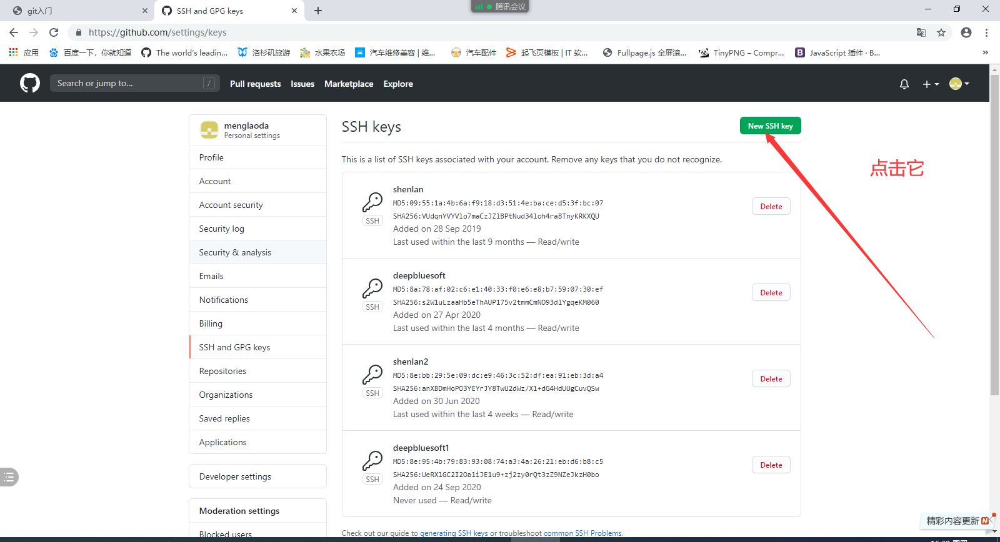 git入门
SSH and GPG keys
腾讯会议
https://github.com/settings/keys
应用
百度一下，你就知道
The world's leadin...
洛杉矶旅游
水果农场
汽车维修美容 | 维...
汽车配件
起飞页模板 | IT 软...
Fullpage.js 全屏滚...
TinyPNG – Compr...
JavaScript 插件 · B...
»
Search or jump to...
/
Pull requests
Issues
Marketplace
Explore
menglaoda
Personal settings
Profile
Account
Account security
Security log
Security & analysis
Emails
Notifications
Billing
SSH and GPG keys
Repositories
Organizations
Saved replies
Applications
Developer settings
Moderation settings
Blocked users
SSH keys
New SSH key
点击它
This is a list of SSH keys associated with your account. Remove any keys that you do not recognize.
shenlan
MD5:09:55:1a:4b:6a:f9:18:d3:51:4e:ba:ce:d5:3f:bc:07
SHA256:VUdqnYVYVlo7maCzJZlBPtNud34loh4raBTnyKRKXQU
SSH
Added on 28 Sep 2019
Last used within the last 9 months — Read/write
Delete
deepbluesoft
MD5:8a:78:af:02:c6:e1:40:33:f0:e6:e8:b7:59:07:30:ef
SHA256:s2W1uLzaaHb5eThAUP175v2tmmCmNO93dlYgqeKM060
SSH
Added on 27 Apr 2020
Last used within the last 4 months — Read/write
Delete
shenlan2
MD5:8e:bb:29:5e:09:dc:e9:46:3c:52:df:ea:91:eb:3d:a4
SHA256:anXBDmHoPO3YEYrJY8TwU2dWz/X1+dG4HdUUgCuvQSw
SSH
Added on 30 Jun 2020
Last used within the last 4 weeks — Read/write
Delete
deepbluesoft1
MD5:8e:95:4b:79:83:93:08:74:a3:4a:26:21:eb:d6:b8:c5
SHA256:UeRXlGC2I2Oa1iJE1u9+zj2zy0rQt3zZ9NZeJkzH0bo
SSH
Added on 24 Sep 2020
Never used — Read/write
Delete
Check out our guide to generating SSH keys or troubleshoot common SSH Problems.
精彩内容更新